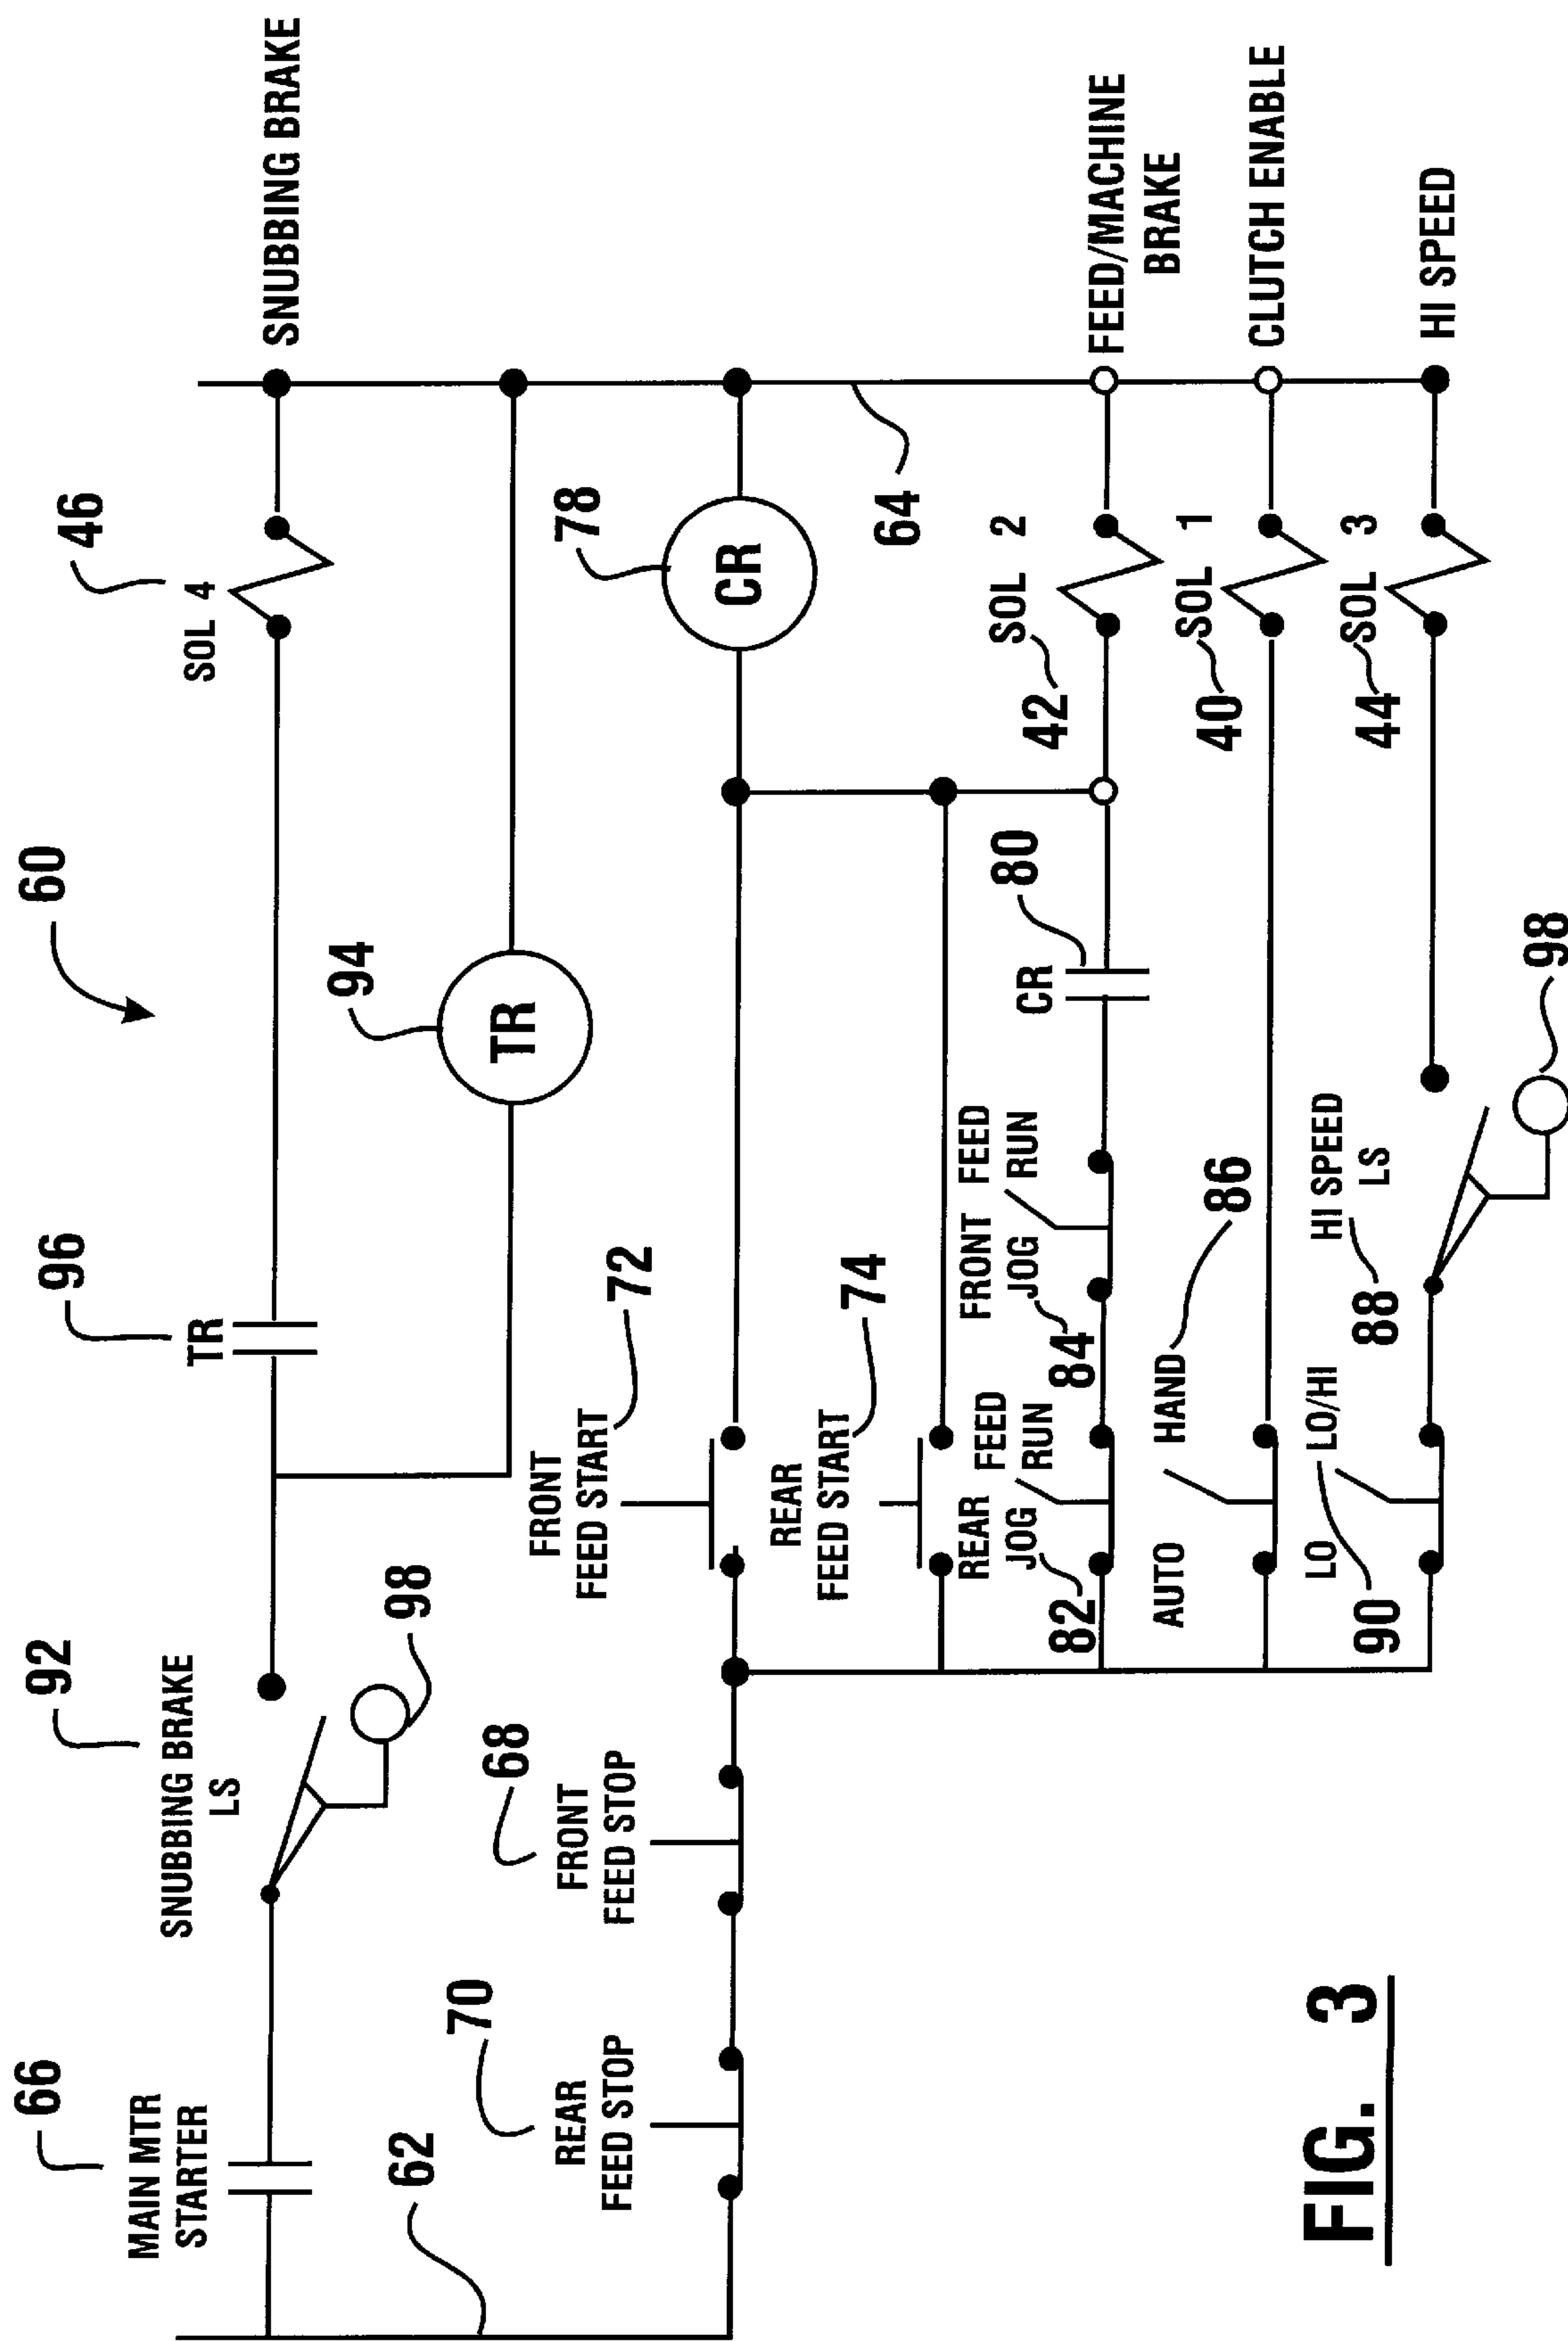 60
66
MAIN MTR
STARTER
92
SNUBBING BRAKE
LS
98
96
TR
46
SOL 4
SNUBBING BRAKE
94
TR
62
70
REAR
FEED STOP
68
FRONT
FEED STOP
FRONT
FEED START
72
78
CR
64
REAR
FEED START
74
REAR FEED
JOG RUN
82
FRONT FEED
JOG RUN
84
CR
80
SOL 2
42
FEED/MACHINE
BRAKE
AUTO HAND
86
SOL 1
40
CLUTCH ENABLE
LO LO/HI
90
HI SPEED
LS
88
98
SOL 3
44
HI SPEED
FIG. 3